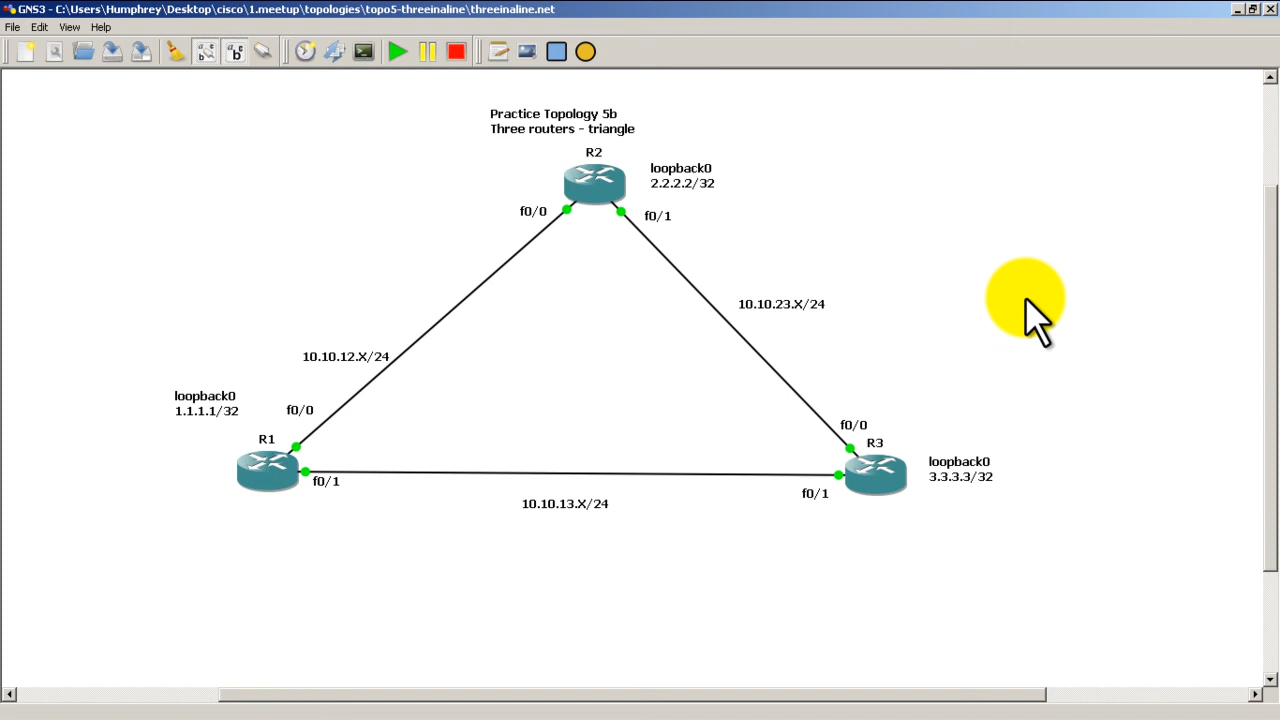 GNS3 - C:\Users\Humphrey\Desktop\cisco\1.meetup\topologies\topo5-threeinaline\threeinaline.net
File Edit View Help
Practice Topology 5b
Three routers - triangle
R2
loopback0
2.2.2.2/32
f0/0
f0/1
10.10.23.X/24
10.10.12.X/24
loopback0
1.1.1.1/32
f0/0
f0/0
R1
R3
loopback0
3.3.3.3/32
f0/1
f0/1
10.10.13.X/24